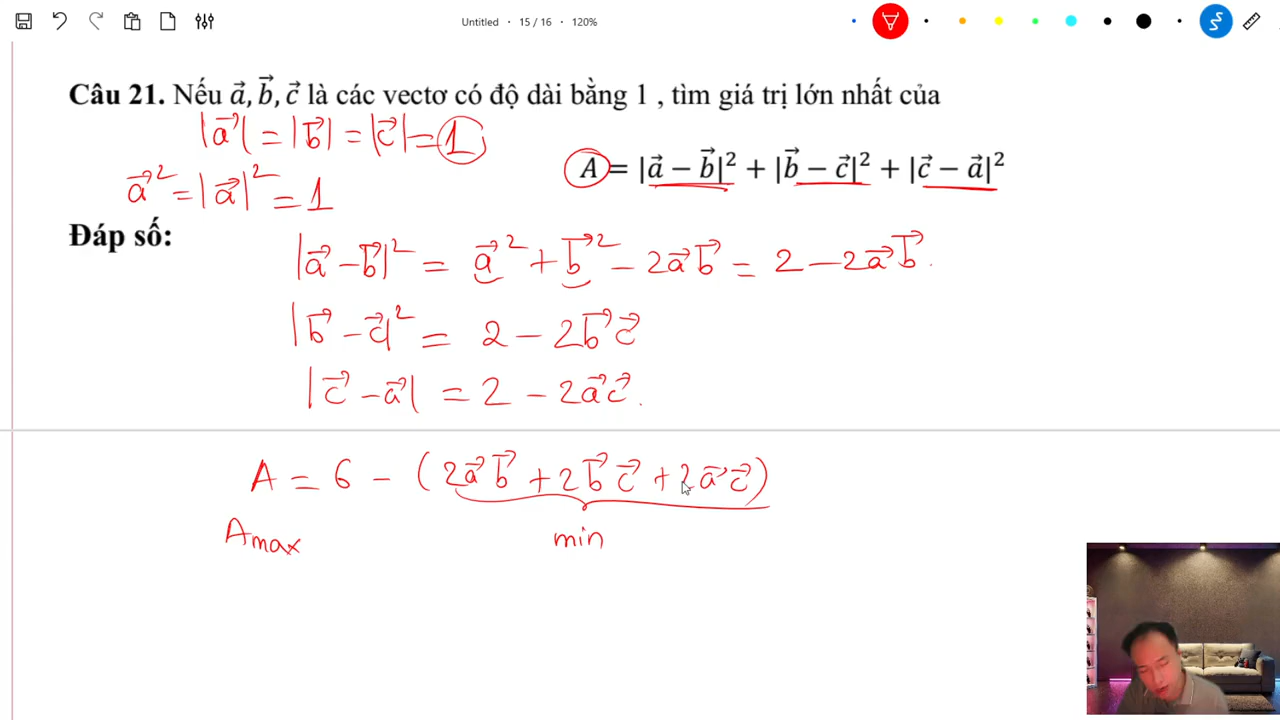 Untitled · 15 / 16 · 120%
Câu 21. Nếu a⃗, b⃗, c⃗ là các vectơ có độ dài bằng 1 , tìm giá trị lớn nhất của
|a⃗| = |b⃗| = |c⃗| = 1
A = |a⃗ − b⃗|² + |b⃗ − c⃗|² + |c⃗ − a⃗|²
a⃗² = |a⃗|² = 1
Đáp số:
|a⃗ − b⃗|² = a⃗² + b⃗² − 2a⃗b⃗ = 2 − 2a⃗b⃗.
|b⃗ − c⃗|² = 2 − 2b⃗c⃗
|c⃗ − a⃗| = 2 − 2a⃗c⃗.
A = 6 − (2a⃗b⃗ + 2b⃗c⃗ + 2a⃗c⃗)
Amax min